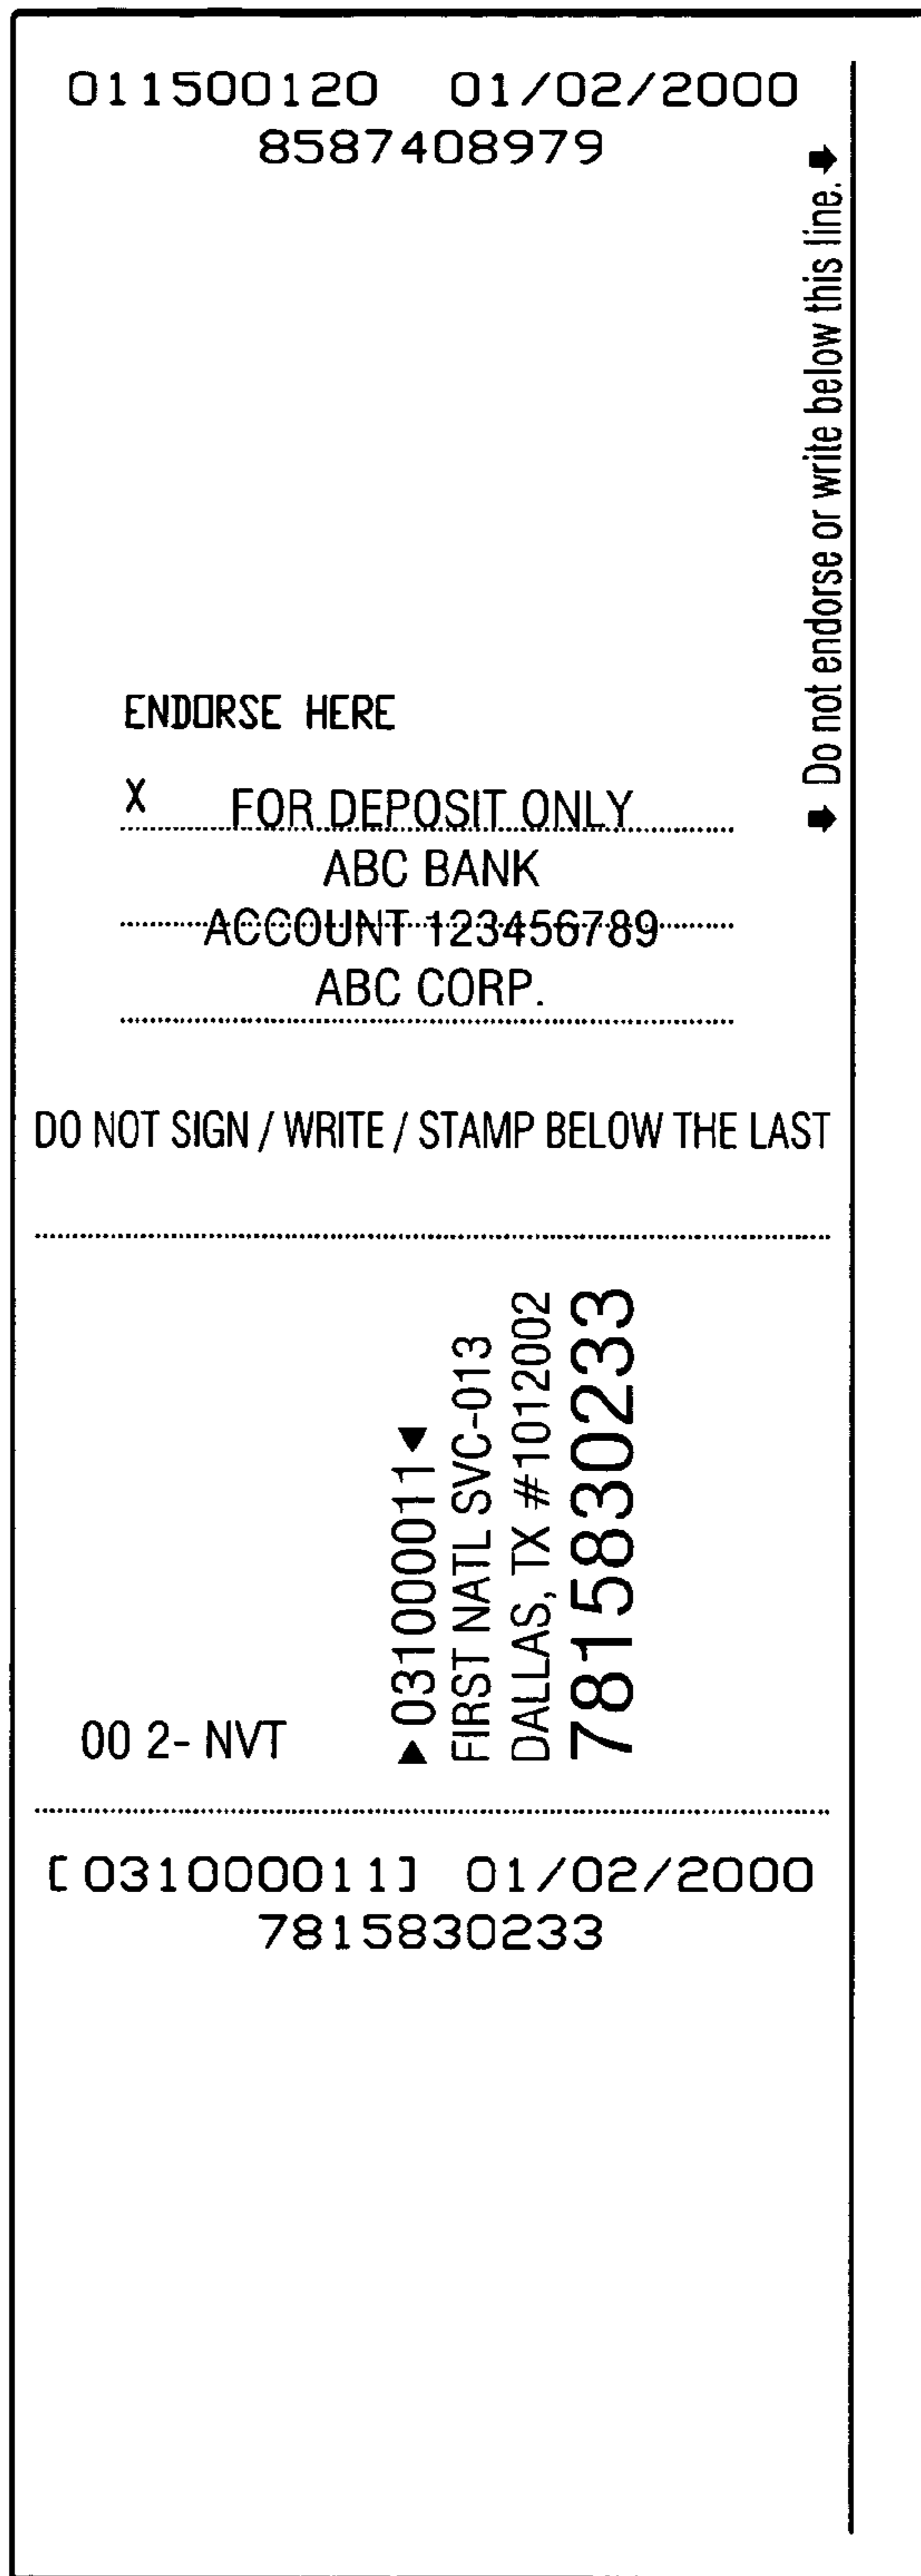 011500120 01/02/2000
8587408979
Do not endorse or write below this line.
ENDORSE HERE
X FOR DEPOSIT ONLY
ABC BANK
ACCOUNT 123456789
ABC CORP.
DO NOT SIGN / WRITE / STAMP BELOW THE LAST
►031000011◄
FIRST NATL SVC-013
DALLAS, TX #1012002
7815830233
00 2- NVT
[031000011] 01/02/2000
7815830233